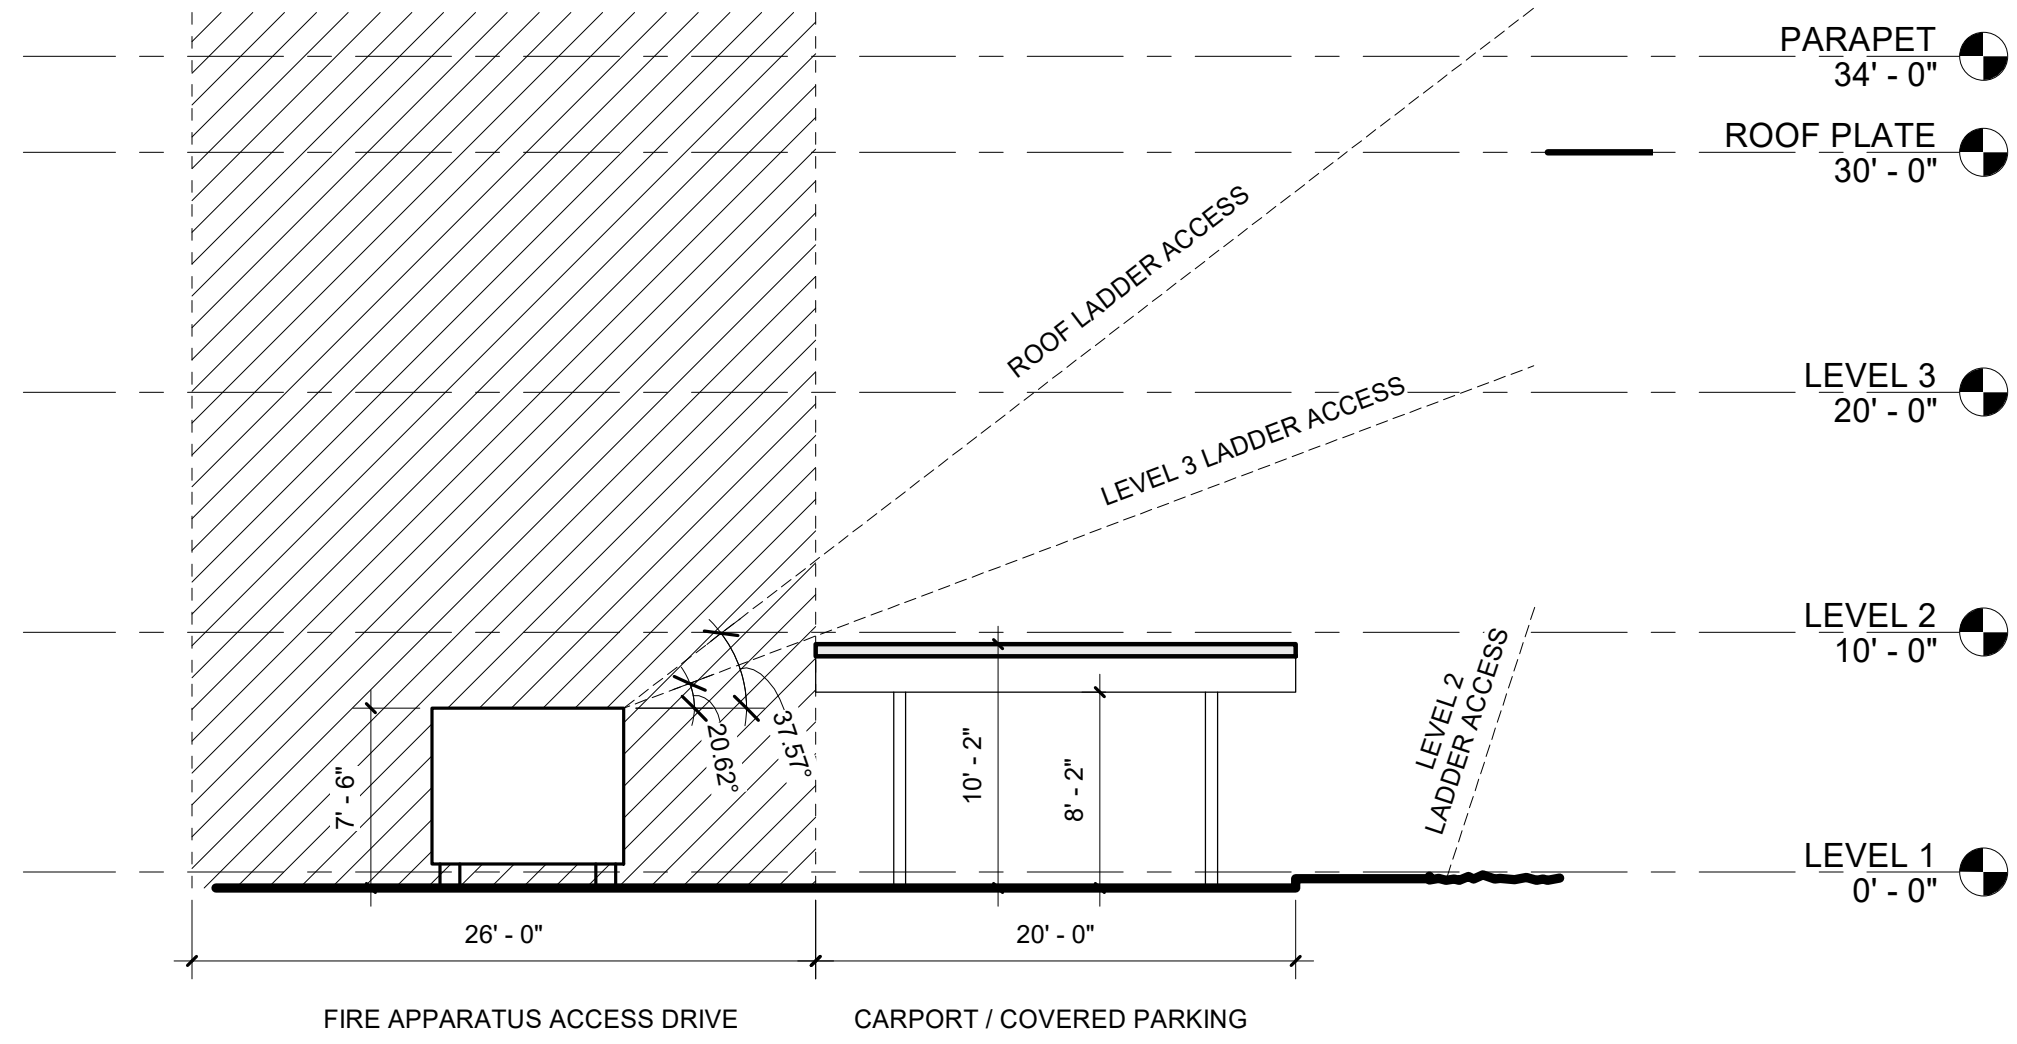 PARAPET
34' - 0"
ROOF PLATE
30' - 0"
ROOF LADDER ACCESS
LEVEL 3
20' - 0"
LEVEL 3 LADDER ACCESS
LEVEL 2
10' - 0"
LEVEL 2
LADDER ACCESS
37.57°
20.62°
7' - 6"
10' - 2"
8' - 2"
LEVEL 1
0' - 0"
26' - 0"
20' - 0"
FIRE APPARATUS ACCESS DRIVE
CARPORT / COVERED PARKING